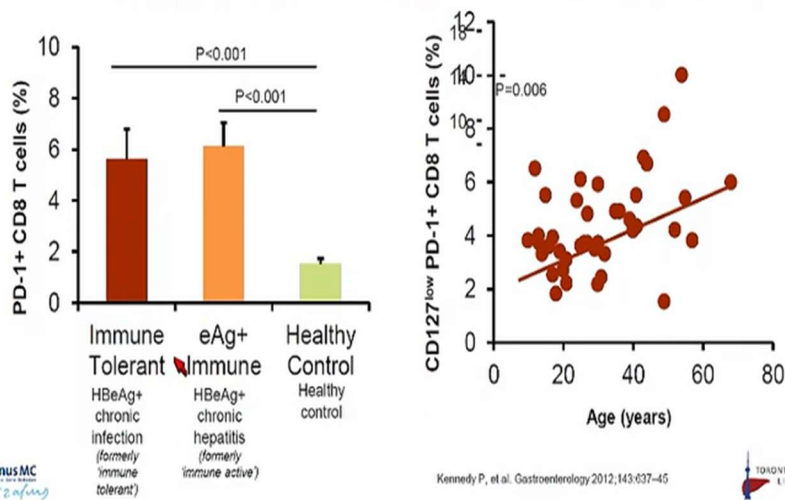 PD-1+ CD8 T cells (%)
10
8
6
4
2
0
P<0.001
P<0.001
Immune
Tolerant
HBeAg+
chronic
infection
(formerly
'immune
tolerant')
eAg+
Immune
HBeAg+
chronic
hepatitis
(formerly
'immune active')
Healthy
Control
Healthy
control
CD127low PD-1+ CD8 T cells (%)
12
10
8
6
4
2
0
P=0.006
0
20
40
60
80
Age (years)
Kennedy P, et al. Gastroenterology 2012;143:637–45
nusMC
TORON